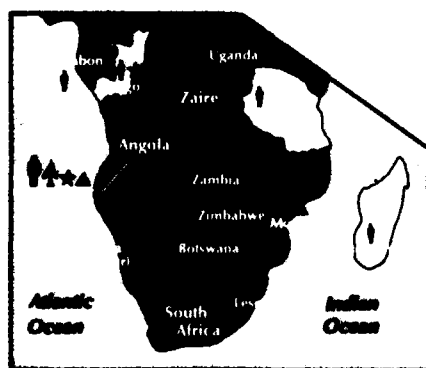 Uganda
Zaire
Angola
Zambia
Zimbabwe
Botswana
South
Africa
Atlantic
Ocean
Indian
Ocean